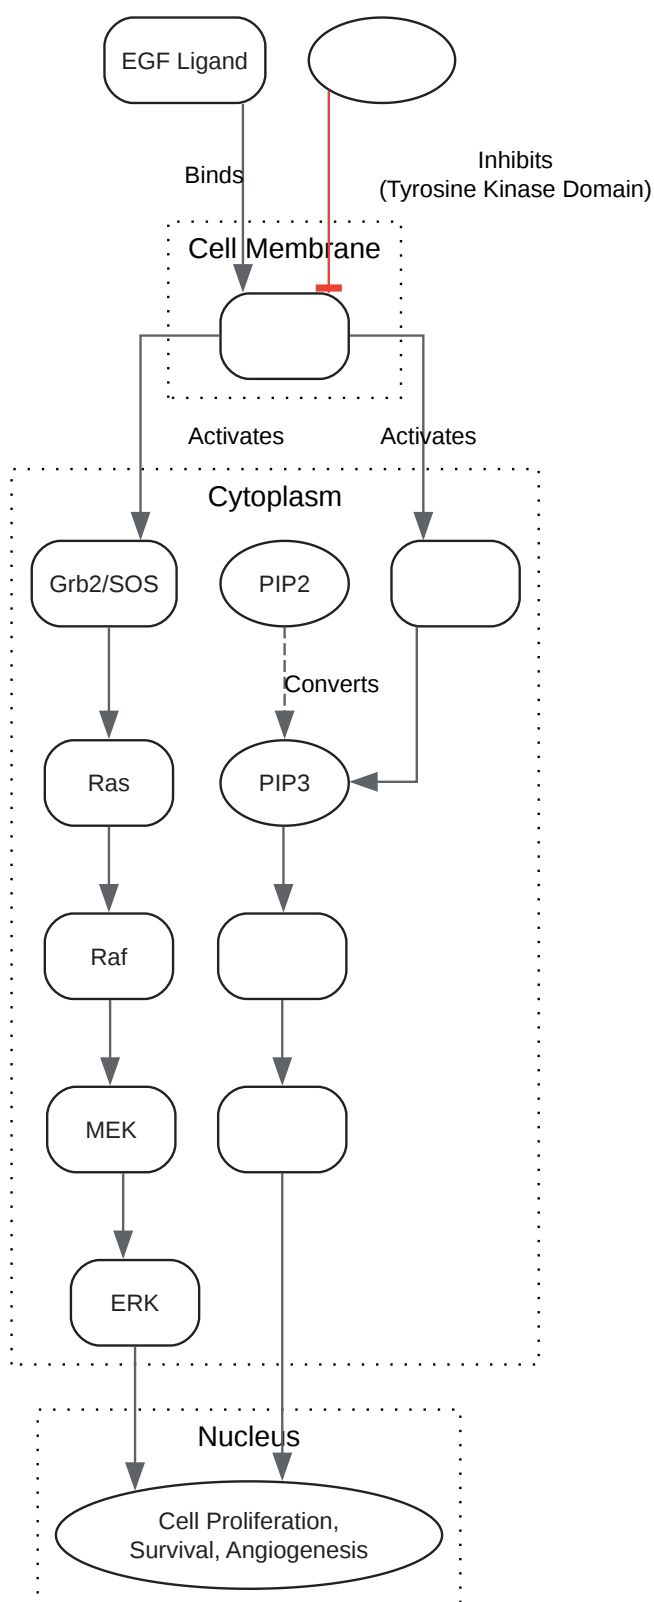 EGF Ligand
Binds
Inhibits
(Tyrosine Kinase Domain)
Cell Membrane
Activates
Activates
Cytoplasm
Grb2/SOS
PIP2
Converts
Ras
PIP3
Raf
MEK
ERK
Nucleus
Cell Proliferation,
Survival, Angiogenesis